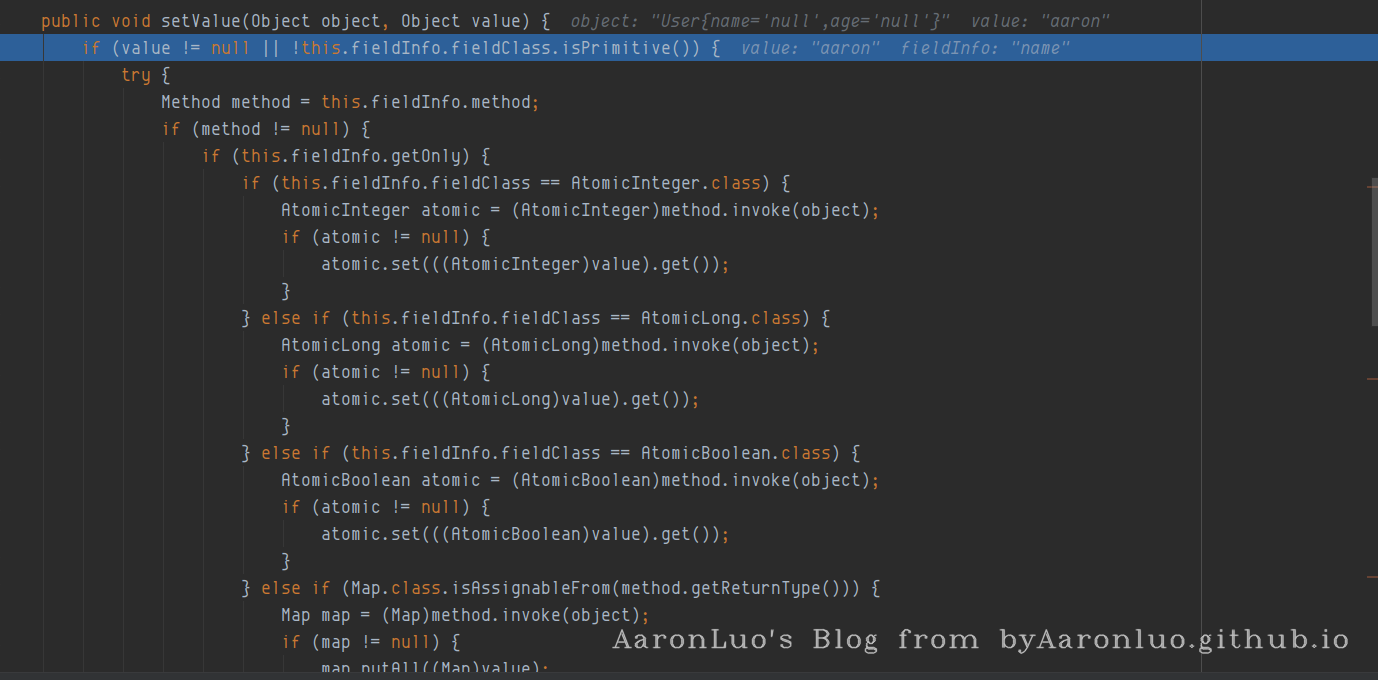 public void setValue(Object object, Object value) {  object: "User{name='null',age='null'}"  value: "aaron"
if (value != null || !this.fieldInfo.fieldClass.isPrimitive()) {  value: "aaron"  fieldInfo: "name"
try {
Method method = this.fieldInfo.method;
if (method != null) {
if (this.fieldInfo.getOnly) {
if (this.fieldInfo.fieldClass == AtomicInteger.class) {
AtomicInteger atomic = (AtomicInteger)method.invoke(object);
if (atomic != null) {
atomic.set(((AtomicInteger)value).get());
}
} else if (this.fieldInfo.fieldClass == AtomicLong.class) {
AtomicLong atomic = (AtomicLong)method.invoke(object);
if (atomic != null) {
atomic.set(((AtomicLong)value).get());
}
} else if (this.fieldInfo.fieldClass == AtomicBoolean.class) {
AtomicBoolean atomic = (AtomicBoolean)method.invoke(object);
if (atomic != null) {
atomic.set(((AtomicBoolean)value).get());
}
} else if (Map.class.isAssignableFrom(method.getReturnType())) {
Map map = (Map)method.invoke(object);
if (map != null) {
AaronLuo's Blog from byAaronluo.github.io
map.putAll((Map)value);